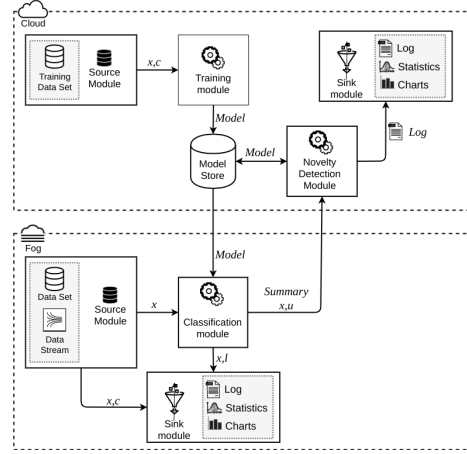 Cloud
Training
Data Set
Source
Module
x,c
Training
module
Sink
module
Log
Statistics
Charts
Model
Log
Model
Store
Model
Novelty
Detection
Module
Fog
Model
Data Set
Data
Stream
Source
Module
x
Classification
module
Summary
x,u
x,l
x,c
Sink
module
Log
Statistics
Charts